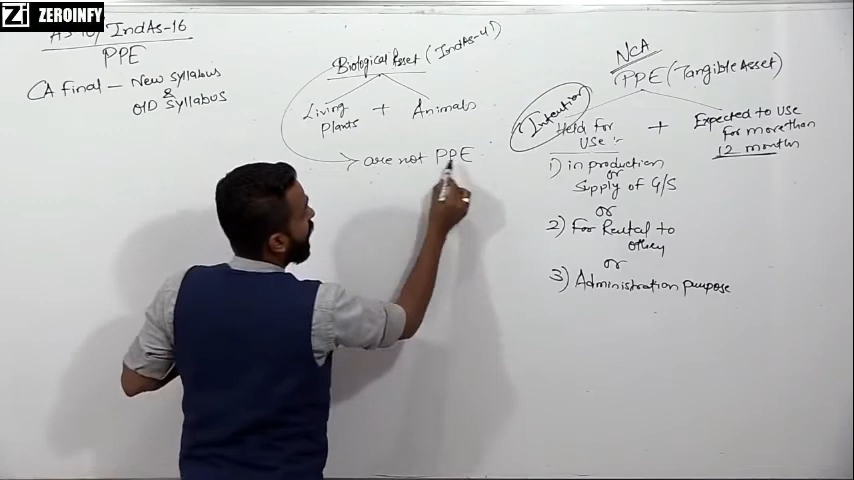 Zi ZEROINFY
AS-10/IndAs-16
PPE
CA Final - New Syllabus
&
OlD Syllabus
Biological Asset (IndAs-41)
Living
plants + Animals
are not PPE
NCA
PPE (Tangible Asset)
Intention
Held for
Use :-
1) in production
or
Supply of G/S
or
2) For Rental to
others
or
3) Administration purpose
+
Expected to Use
for more than
12 months